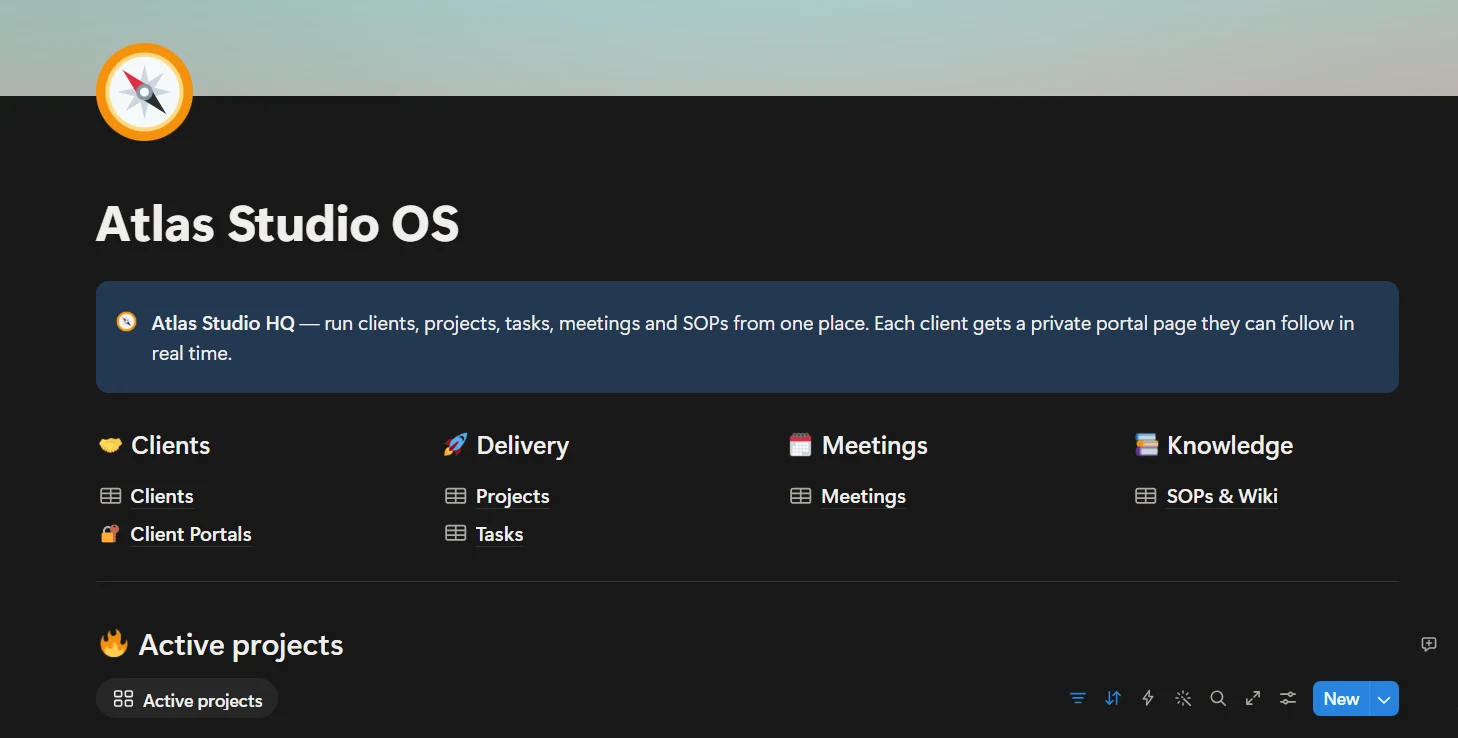 Atlas Studio OS
Atlas Studio HQ — run clients, projects, tasks, meetings and SOPs from one place. Each client gets a private portal page they can follow in
real time.
Clients
Clients
Client Portals
Delivery
Projects
Tasks
Meetings
Meetings
Knowledge
SOPs & Wiki
Active projects
Active projects
New